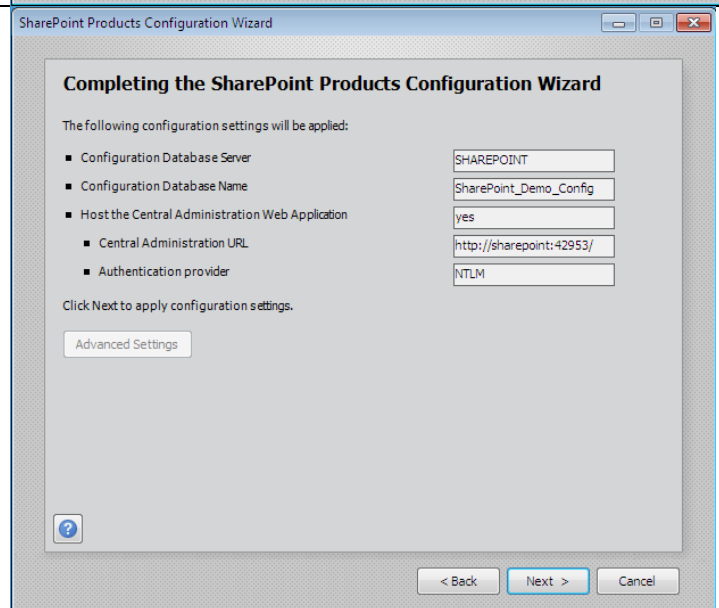 SharePoint Products Configuration Wizard
Completing the SharePoint Products Configuration Wizard
The following configuration settings will be applied:
Configuration Database Server SHAREPOINT
Configuration Database Name SharePoint_Demo_Config
Host the Central Administration Web Application yes
Central Administration URL http://sharepoint:42953/
Authentication provider NTLM
Click Next to apply configuration settings.
Advanced Settings
?
< Back Next > Cancel